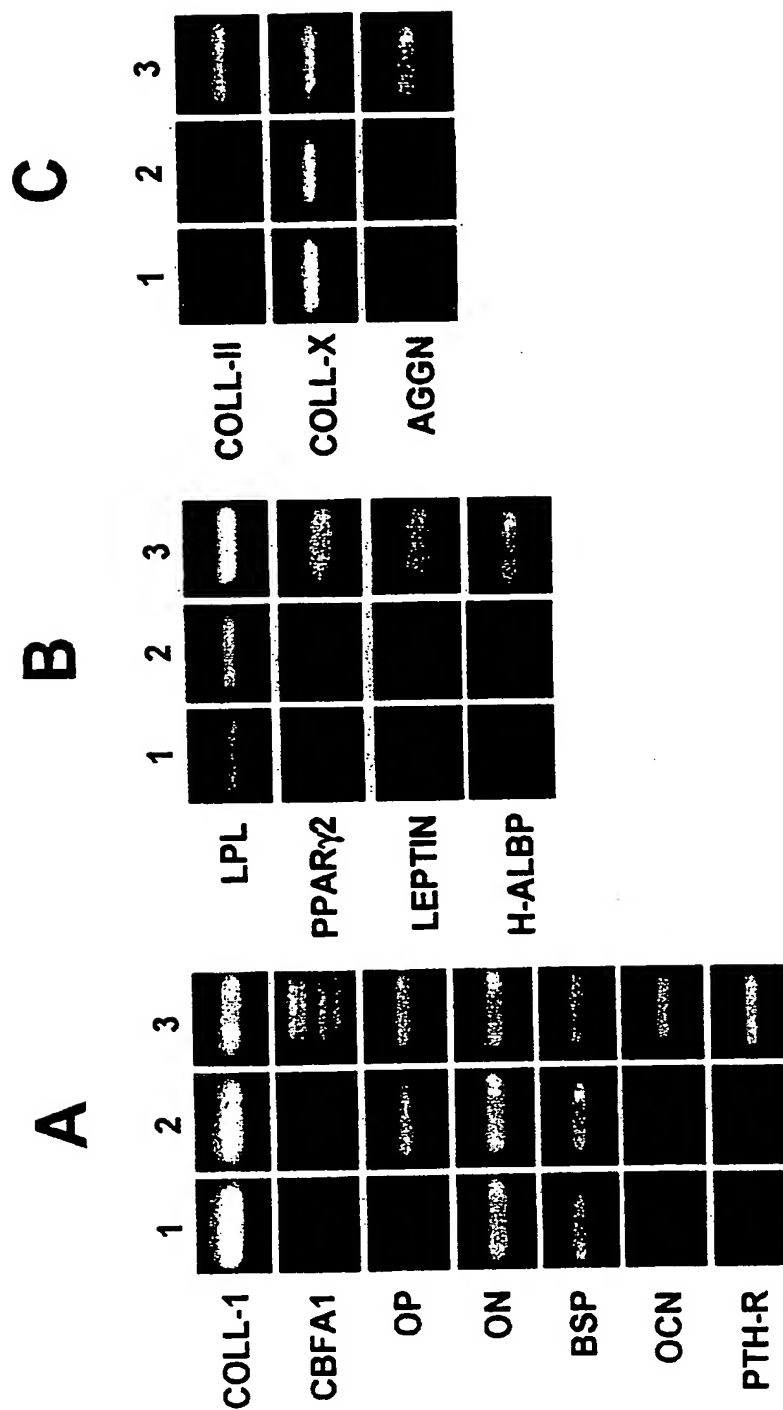 A
1 2 3
COLL-1
CBFA1
OP
ON
BSP
OCN
PTH-R
B
1 2 3
LPL
PPARγ2
LEPTIN
H-ALBP
C
1 2 3
COLL-II
COLL-X
AGGN